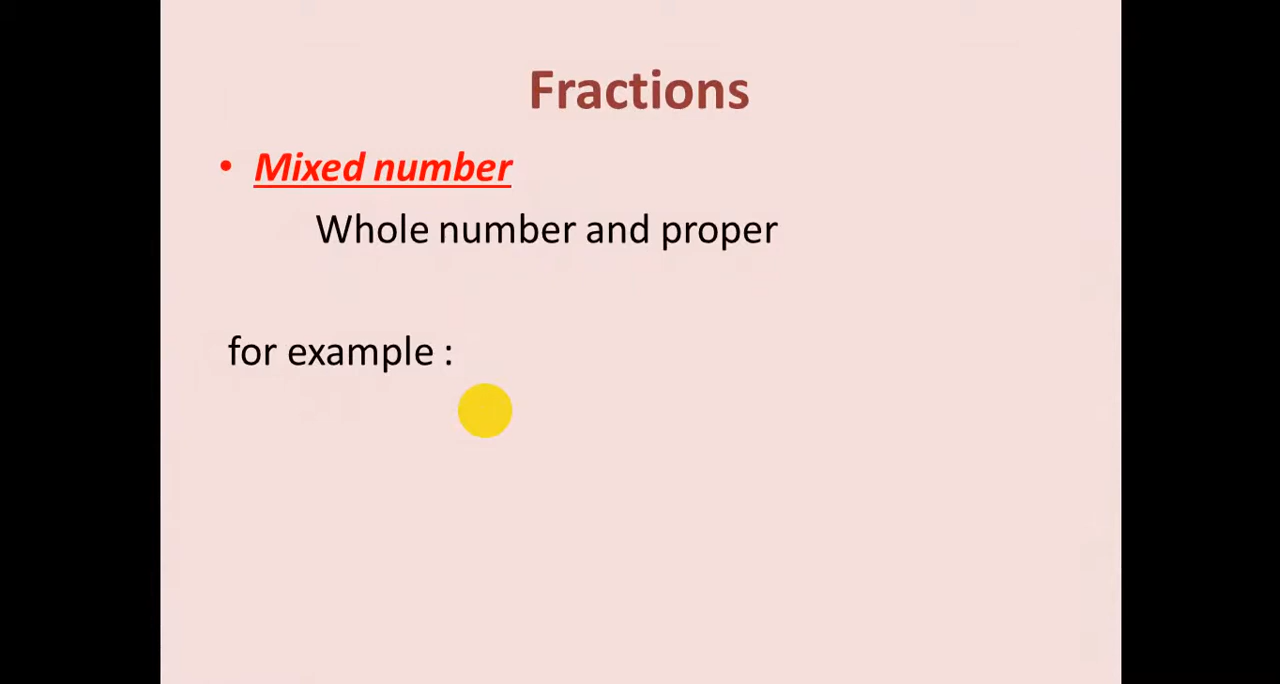 Fractions
• Mixed number
Whole number and proper
for example :